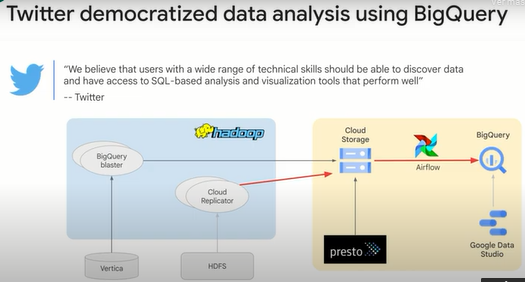 Twitter democratized data analysis using BigQuery
“We believe that users with a wide range of technical skills should be able to discover data
and have access to SQL-based analysis and visualization tools that perform well”
-- Twitter
hadoop
Cloud
Storage
BigQuery
BigQuery
blaster
Airflow
Cloud
Replicator
presto
Google Data
Studio
Vertica
HDFS